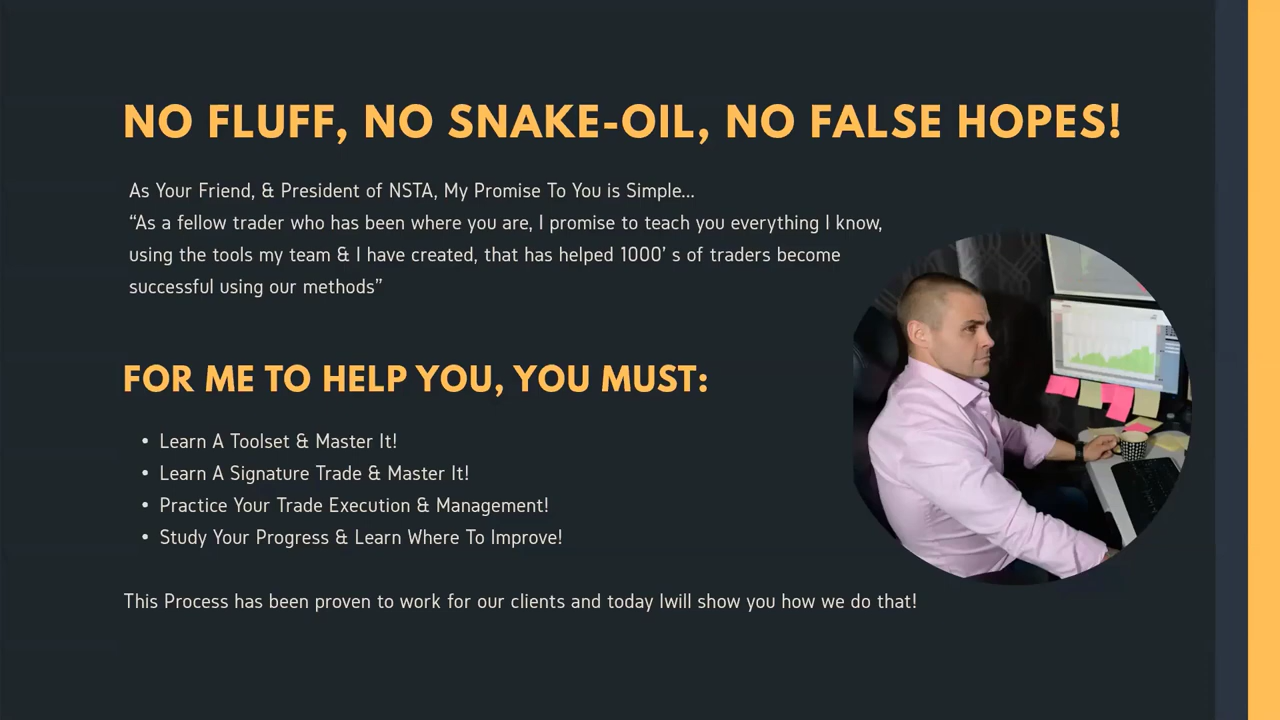 NO FLUFF, NO SNAKE-OIL, NO FALSE HOPES!
As Your Friend, & President of NSTA, My Promise To You is Simple...
“As a fellow trader who has been where you are, I promise to teach you everything I know,
using the tools my team & I have created, that has helped 1000' s of traders become
successful using our methods”
FOR ME TO HELP YOU, YOU MUST:
• Learn A Toolset & Master It!
• Learn A Signature Trade & Master It!
• Practice Your Trade Execution & Management!
• Study Your Progress & Learn Where To Improve!
This Process has been proven to work for our clients and today Iwill show you how we do that!